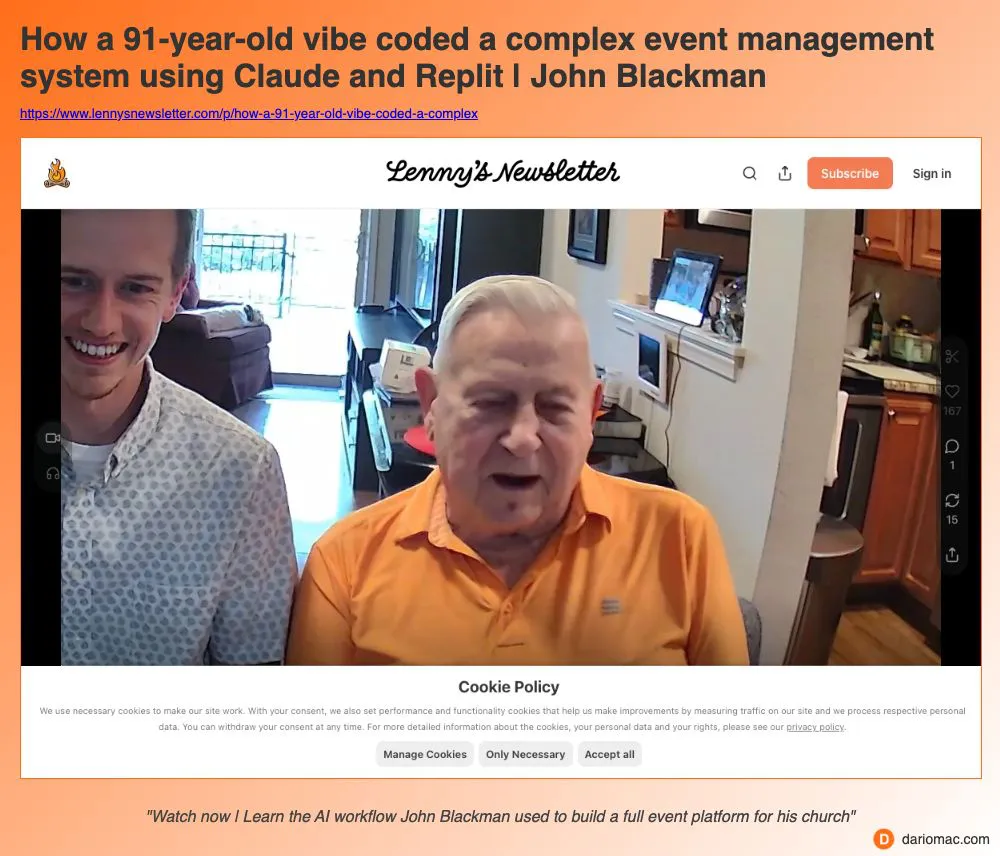 How a 91-year-old vibe coded a complex event management
system using Claude and Replit | John Blackman
https://www.lennysnewsletter.com/p/how-a-91-year-old-vibe-coded-a-complex
Lenny's Newsletter
Subscribe
Sign in
167
1
15
Cookie Policy
We use necessary cookies to make our site work. With your consent, we also set performance and functionality cookies that help us make improvements by measuring traffic on our site and we process respective personal
data. You can withdraw your consent at any time. For more detailed information about the cookies, your personal data and your rights, please see our privacy policy.
Manage Cookies
Only Necessary
Accept all
"Watch now | Learn the AI workflow John Blackman used to build a full event platform for his church"
D
dariomac.com